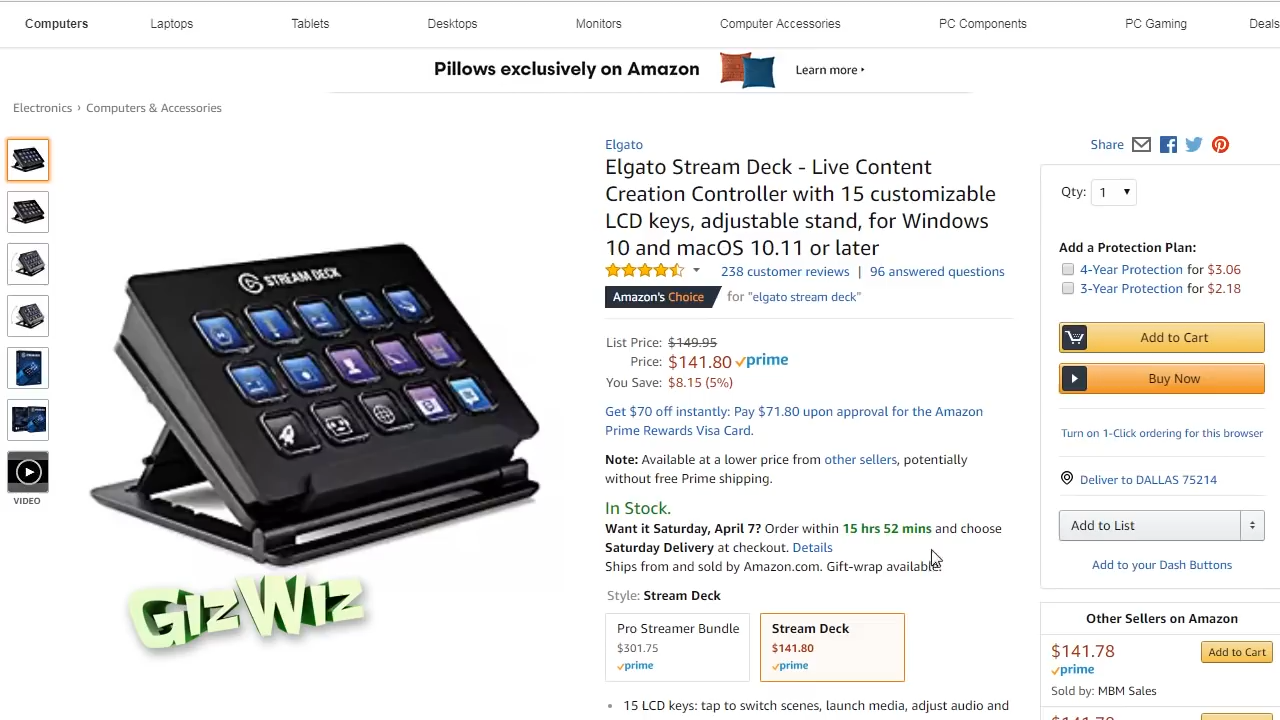 Computers Laptops Tablets Desktops Monitors Computer Accessories PC Components PC Gaming Deals
Pillows exclusively on Amazon Learn more ▸
Electronics › Computers & Accessories
VIDEO
STREAM DECK
GizWiz
Elgato
Elgato Stream Deck - Live Content
Creation Controller with 15 customizable
LCD keys, adjustable stand, for Windows
10 and macOS 10.11 or later
238 customer reviews | 96 answered questions
Amazon's Choice for "elgato stream deck"
List Price: $149.95
Price: $141.80 prime
You Save: $8.15 (5%)
Get $70 off instantly: Pay $71.80 upon approval for the Amazon
Prime Rewards Visa Card.
Note: Available at a lower price from other sellers, potentially
without free Prime shipping.
In Stock.
Want it Saturday, April 7? Order within 15 hrs 52 mins and choose
Saturday Delivery at checkout. Details
Ships from and sold by Amazon.com. Gift-wrap available.
Style: Stream Deck
Pro Streamer Bundle
$301.75
prime
Stream Deck
$141.80
prime
• 15 LCD keys: tap to switch scenes, launch media, adjust audio and
Share
Qty: 1
Add a Protection Plan:
4-Year Protection for $3.06
3-Year Protection for $2.18
Add to Cart
Buy Now
Turn on 1-Click ordering for this browser
Deliver to DALLAS 75214
Add to List
Add to your Dash Buttons
Other Sellers on Amazon
$141.78 Add to Cart
prime
Sold by: MBM Sales